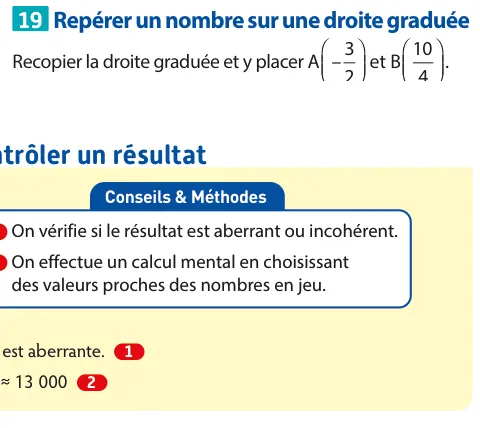 19 Repérer un nombre sur une droite graduée
Recopier la droite graduée et y placer A(–3/2) et B(10/4).
ntrôler un résultat
Conseils & Méthodes
On vérifie si le résultat est aberrant ou incohérent.
On effectue un calcul mental en choisissant
des valeurs proches des nombres en jeu.
est aberrante. 1
≈ 13 000 2